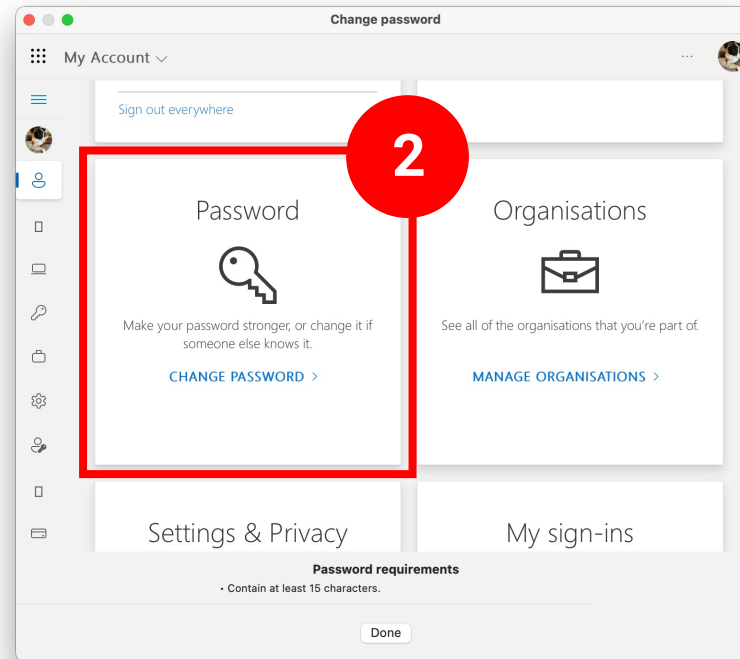 Change password
My Account
...
Sign out everywhere
2
Password
Make your password stronger, or change it if
someone else knows it.
CHANGE PASSWORD >
Organisations
See all of the organisations that you're part of.
MANAGE ORGANISATIONS >
Settings & Privacy
My sign-ins
Password requirements
• Contain at least 15 characters.
Done